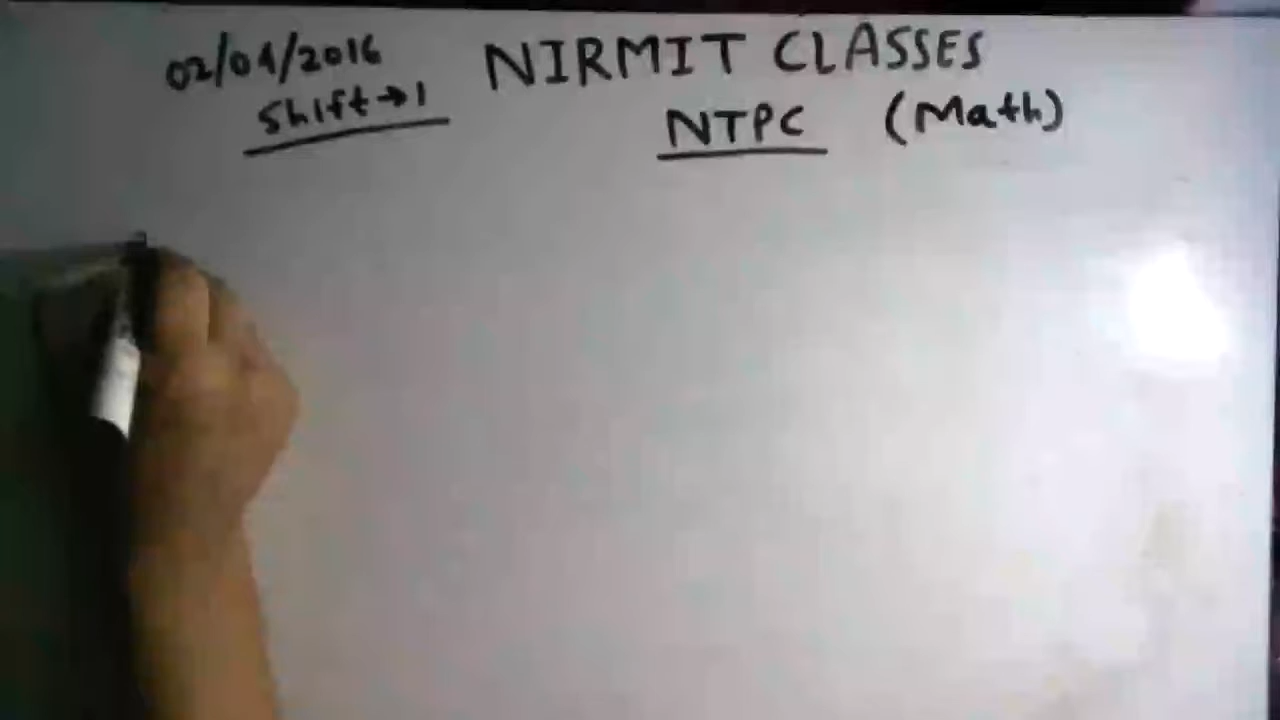 02/04/2016 NIRMIT CLASSES
Shift→1 NTPC (Math)